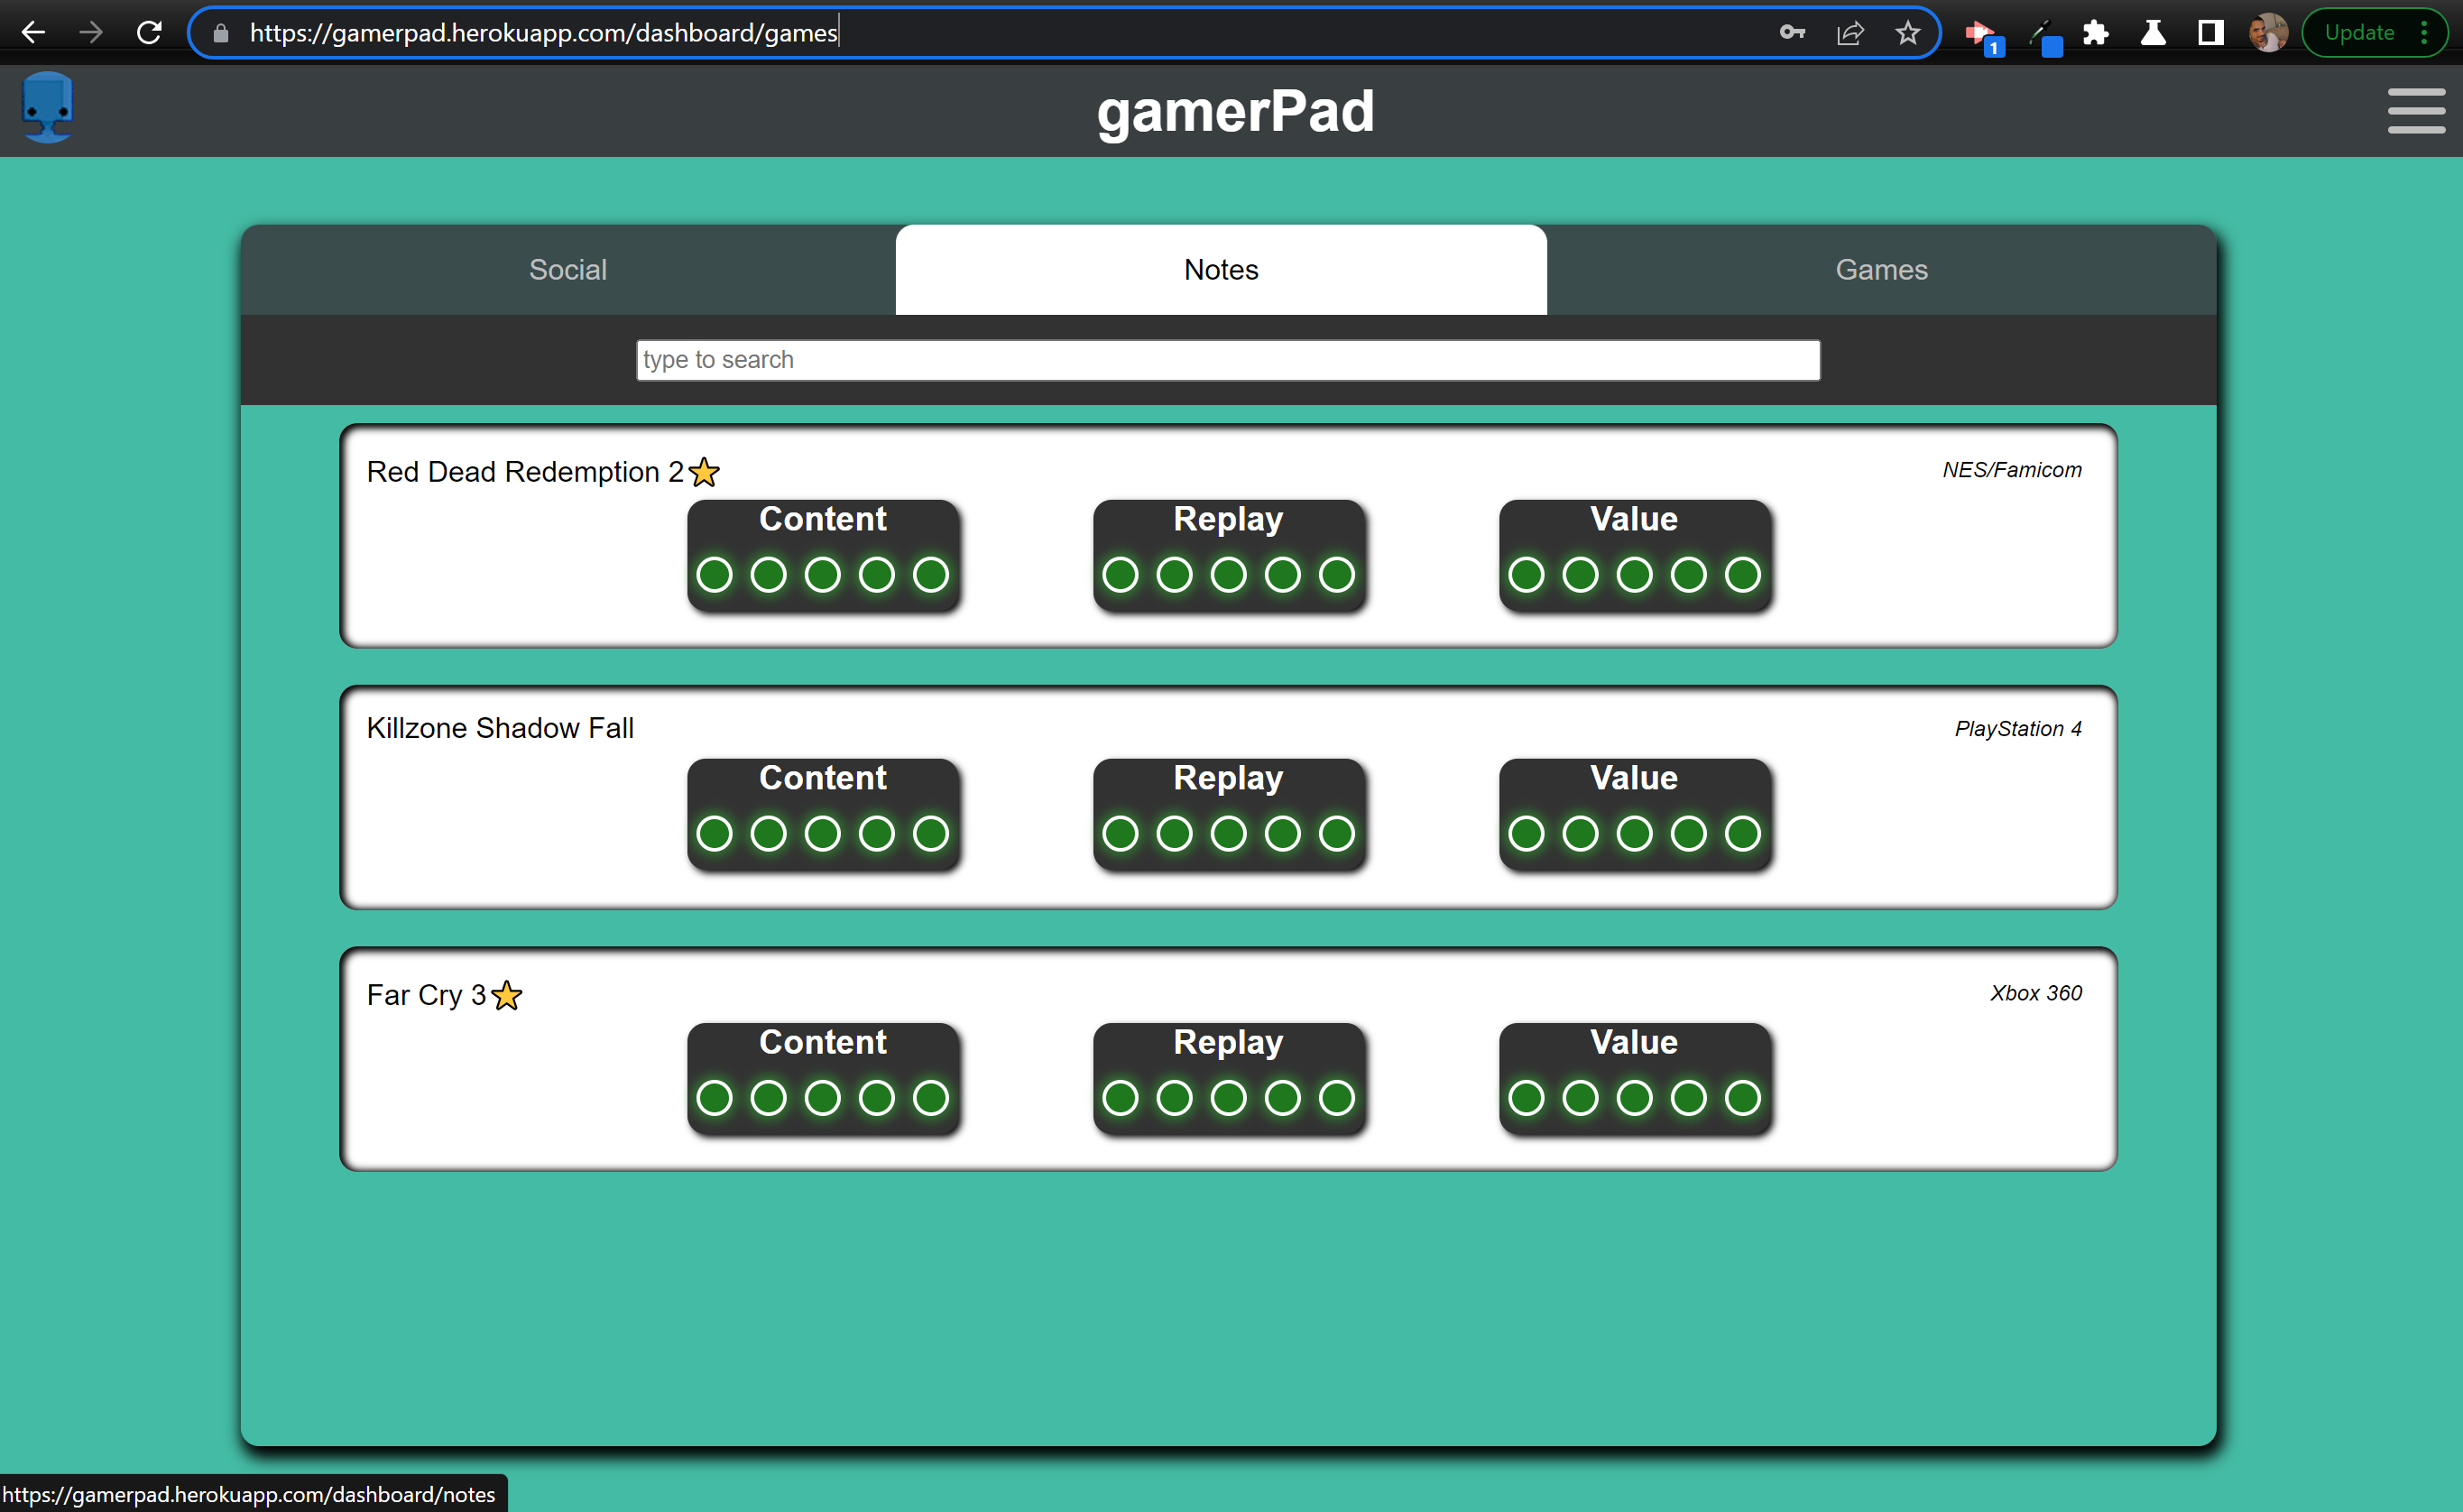 https://gamerpad.herokuapp.com/dashboard/games
1
Update
gamerPad
Social
Notes
Games
type to search
Red Dead Redemption 2
NES/Famicom
Content
Replay
Value
Killzone Shadow Fall
PlayStation 4
Content
Replay
Value
Far Cry 3
Xbox 360
Content
Replay
Value
https://gamerpad.herokuapp.com/dashboard/notes